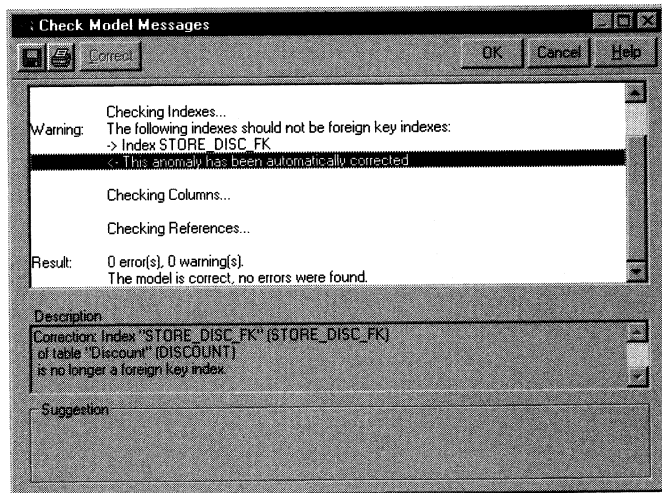 Check Model Messages
Correct
OK
Cancel
Help
Checking Indexes...
Warning: The following indexes should not be foreign key indexes:
-> Index STORE_DISC_FK
<- This anomaly has been automatically corrected
Checking Columns...
Checking References...
Result: 0 error(s), 0 warning(s).
The model is correct, no errors were found.
Description
Correction: Index "STORE_DISC_FK" (STORE_DISC_FK)
of table "Discount" (DISCOUNT)
is no longer a foreign key index.
Suggestion